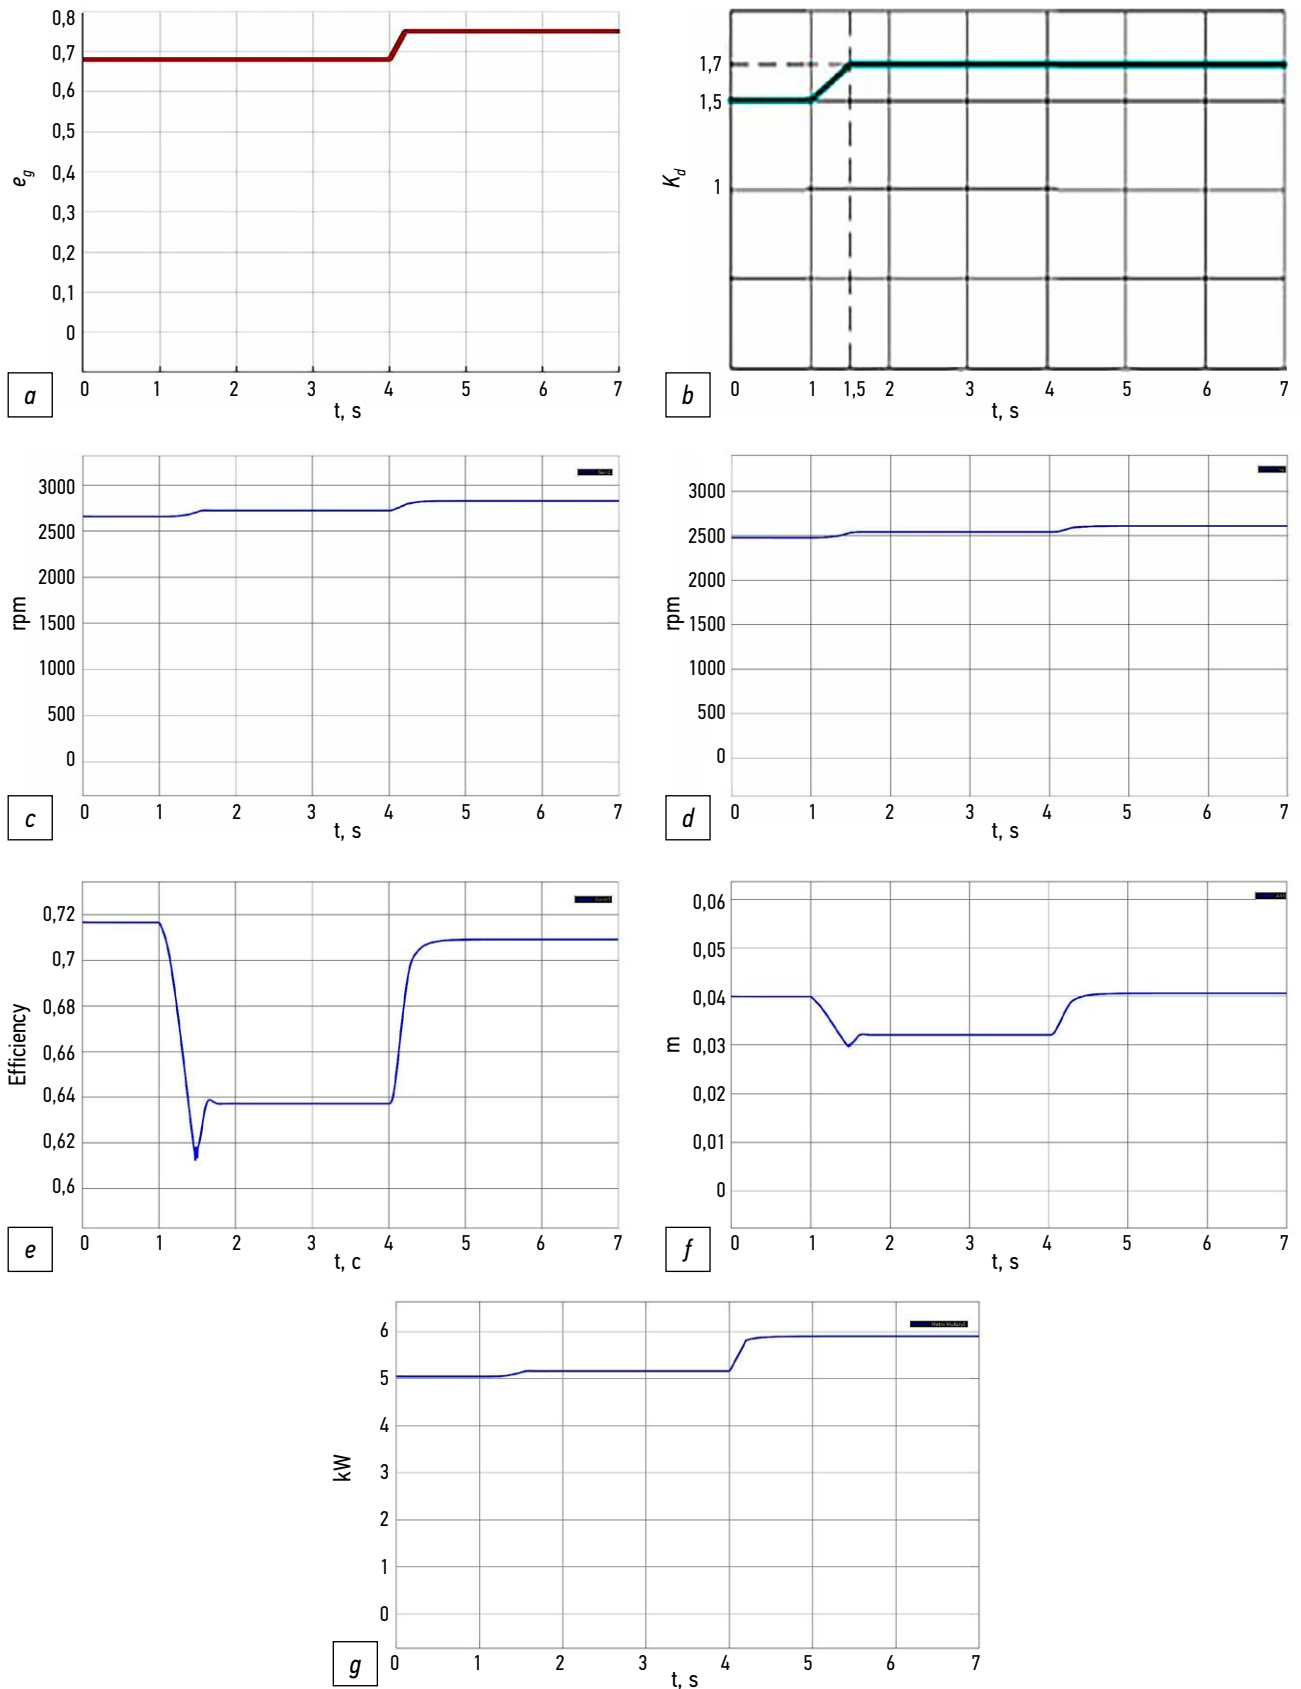 0,8
0,7
0,6
0,5
0,4
0,3
0,2
0,1
0
e_g
0 1 2 3 4 5 6 7
t, s
a
1,7
1,5
1
K_d
0 1 1,5 2 3 4 5 6 7
t, s
b
3000
2500
2000
1500
1000
500
0
rpm
0 1 2 3 4 5 6 7
t, s
c
3000
2500
2000
1500
1000
500
0
rpm
0 1 2 3 4 5 6 7
t, s
d
0,72
0,7
0,68
0,66
0,64
0,62
0,6
Efficiency
0 1 2 3 4 5 6 7
t, c
e
0,06
0,05
0,04
0,03
0,02
0,01
0
m
0 1 2 3 4 5 6 7
t, s
f
6
5
4
3
2
1
0
kW
0 1 2 3 4 5 6 7
t, s
g